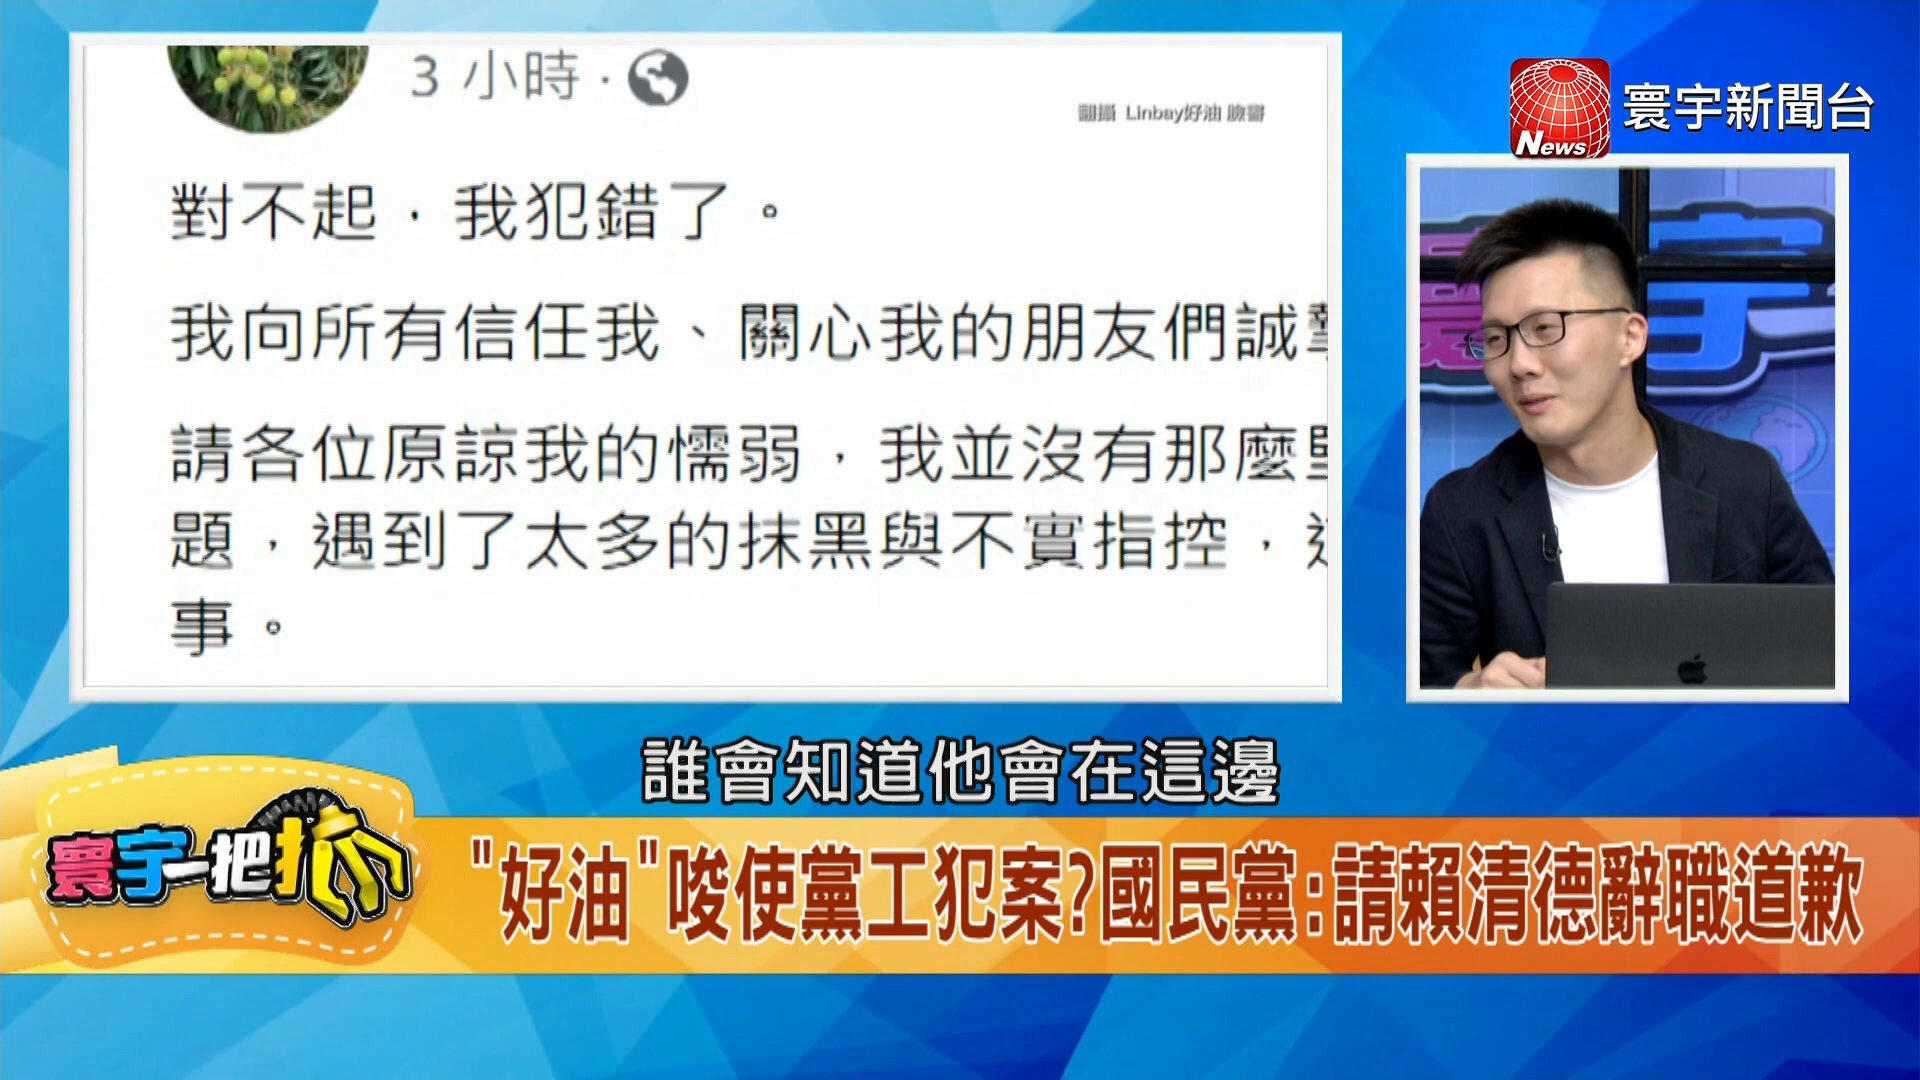 3 小時·
翻攝 Linbay好油 臉書
寰宇新聞台
News
對不起，我犯錯了。
我向所有信任我、關心我的朋友們誠
請各位原諒我的懦弱，我並沒有那麼
題，遇到了太多的抹黑與不實指控，
事。
誰會知道他會在這邊
寰宇一把抓
"好油"唆使黨工犯案?國民黨:請賴清德辭職道歉